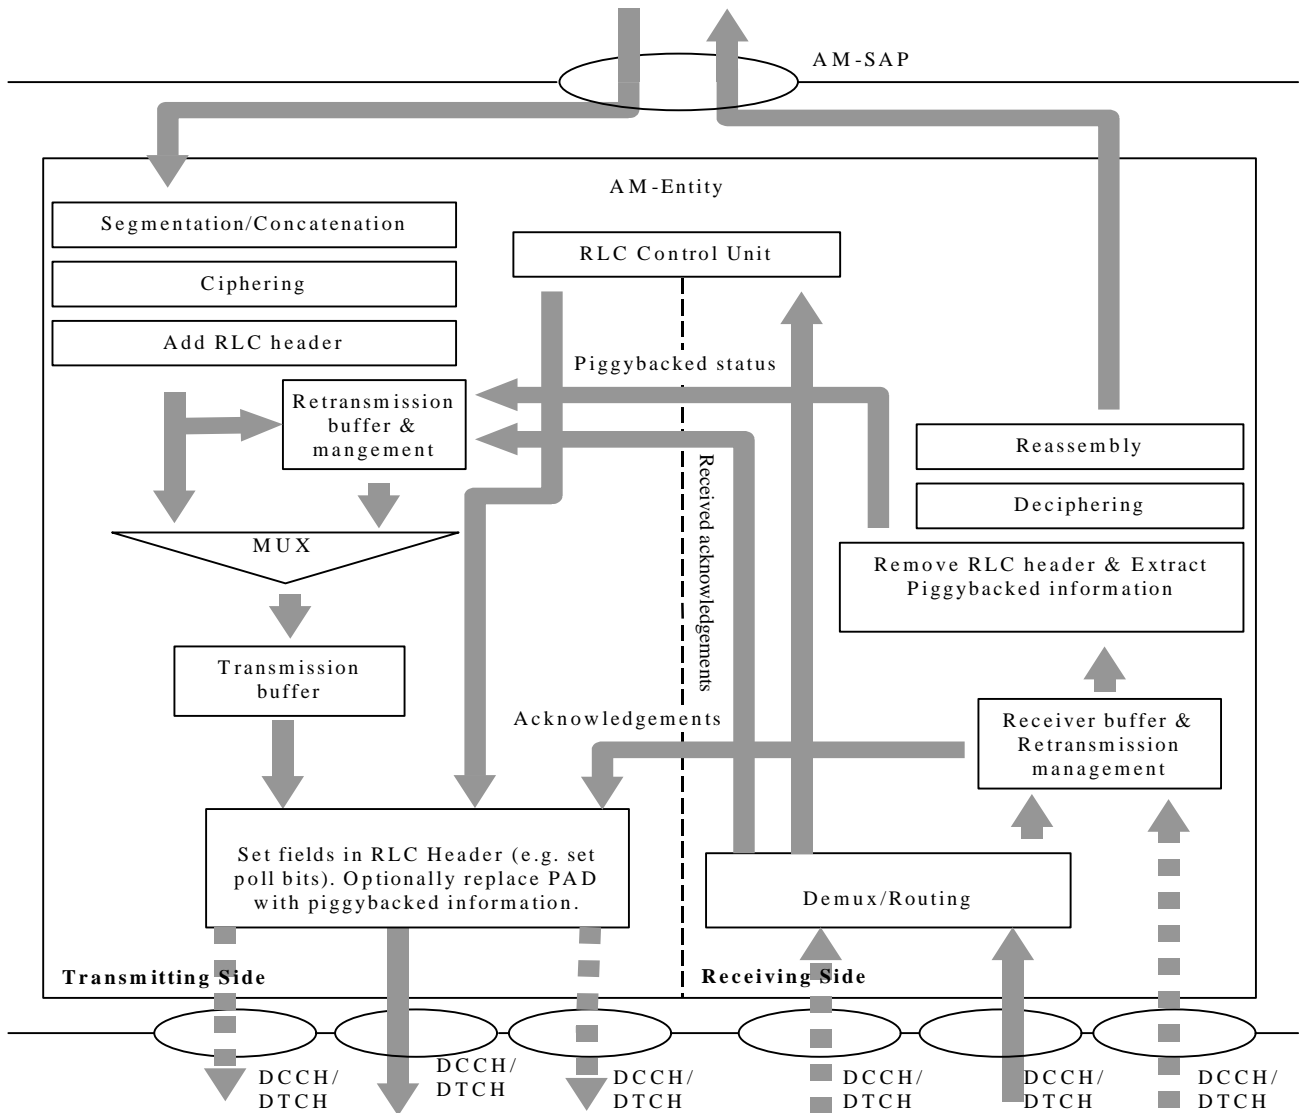 AM-SAP
AM-Entity
Segmentation/Concatenation
RLC Control Unit
Ciphering
Add RLC header
Piggybacked status
Retransmission
buffer &
mangement
Received acknowledgements
Reassembly
Deciphering
MUX
Remove RLC header & Extract
Piggybacked information
Transmission
buffer
Acknowledgements
Receiver buffer &
Retransmission
management
Set fields in RLC Header (e.g. set
poll bits). Optionally replace PAD
with piggybacked information.
Demux/Routing
Transmitting Side
Receiving Side
DCCH/
DTCH
DCCH/
DTCH
DCCH/
DTCH
DCCH/
DTCH
DCCH/
DTCH
DCCH/
DTCH